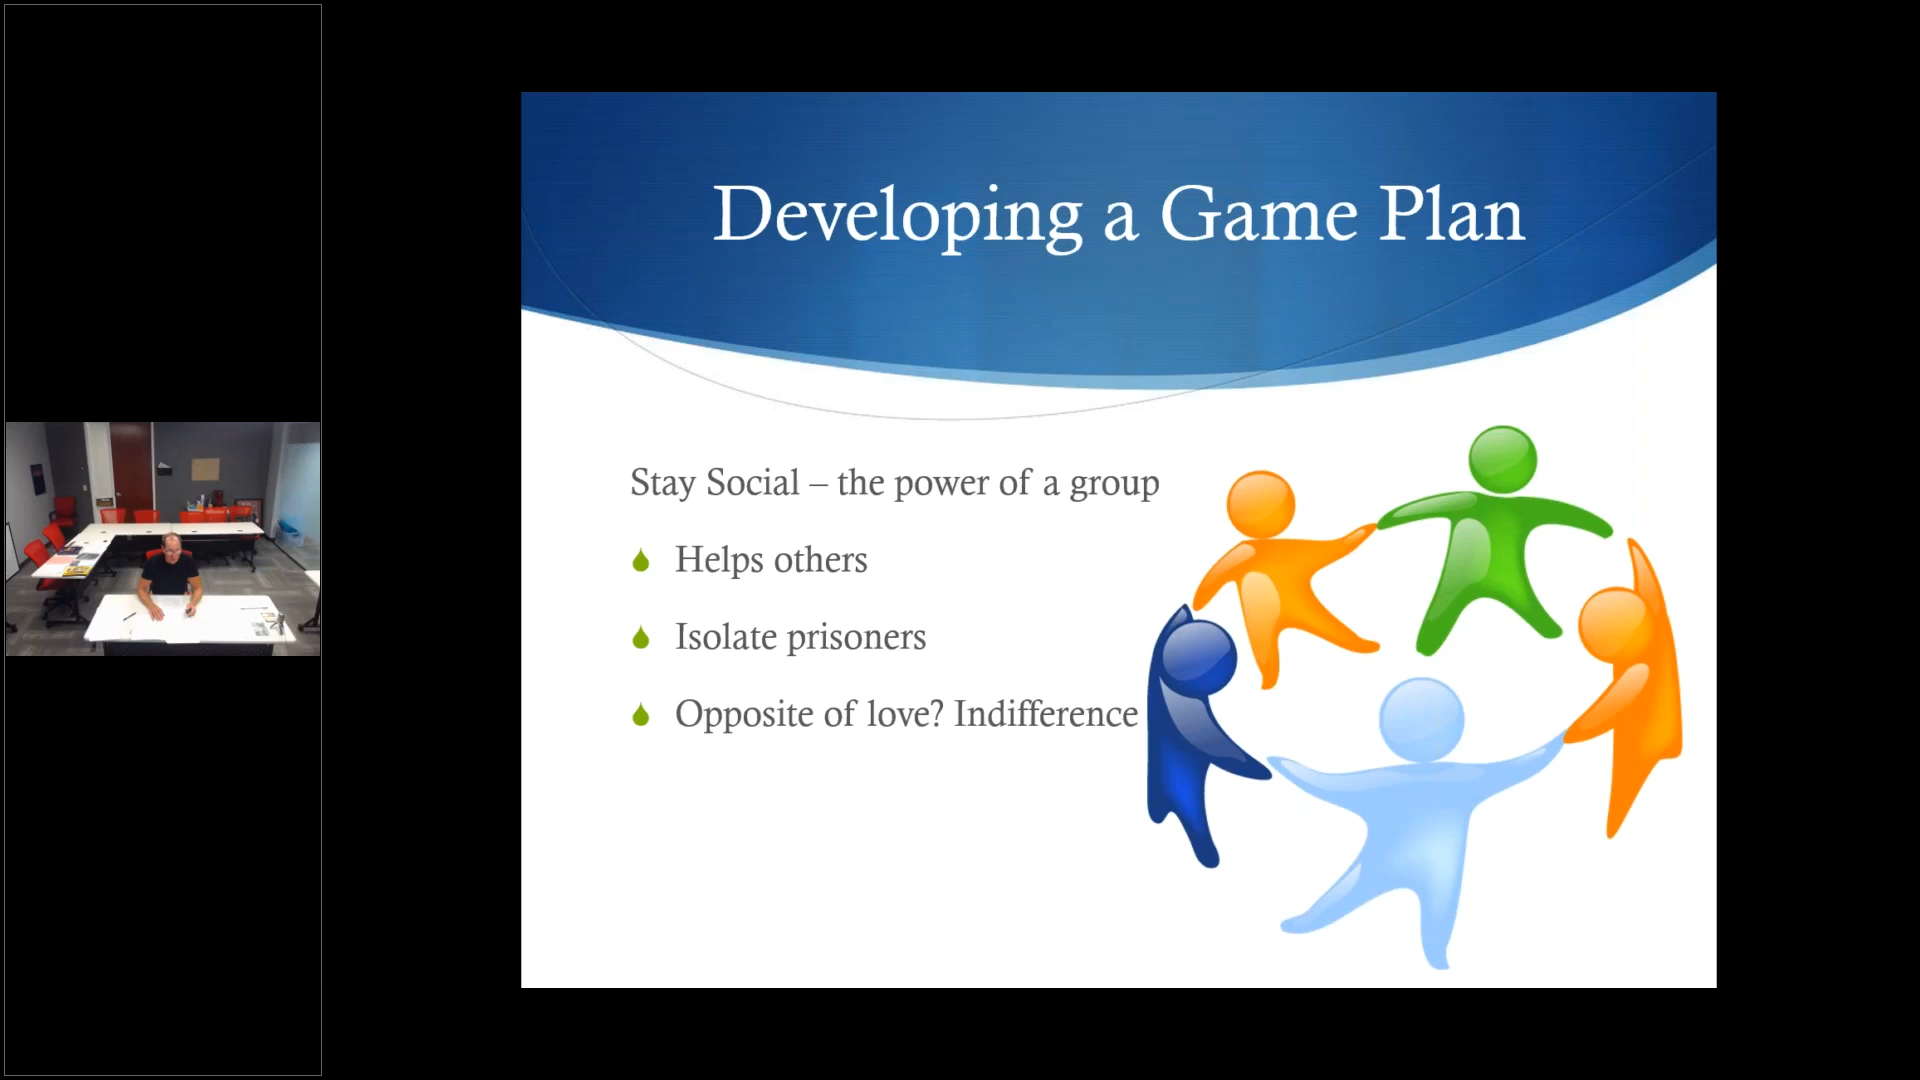 Developing a Game Plan
Stay Social – the power of a group
Helps others
Isolate prisoners
Opposite of love? Indifference